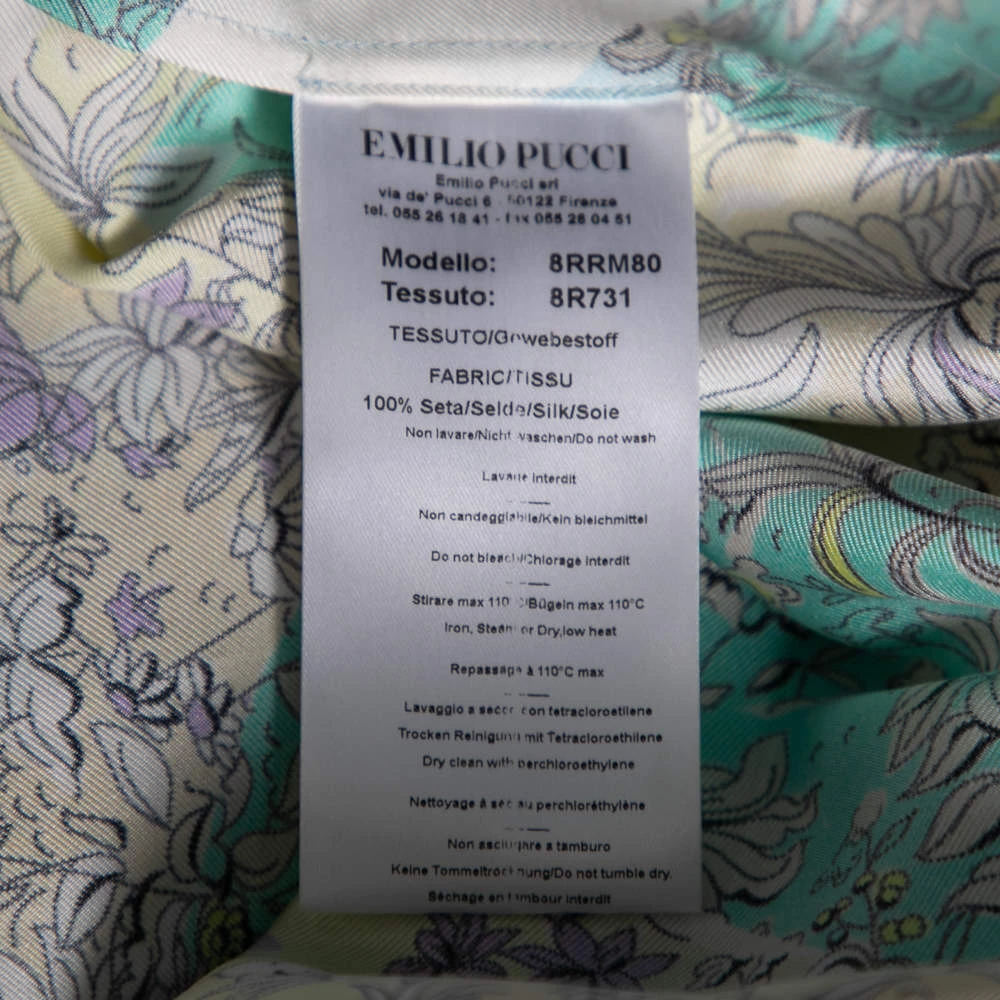 EMILIO PUCCI
Emilio Pucci srl
via de' Pucci 6 - 50122 Firenze
tel. 055 26 18 41 - fax 055 28 04 51
Modello: 8RRM80
Tessuto: 8R731
TESSUTO/Gewebestoff
FABRIC/TISSU
100% Seta/Seide/Silk/Soie
Non lavare/Nicht waschen/Do not wash
Lavage Interdit
Non candeggiabile/Kein bleichmittel
Do not bleach/Chlorage interdit
Stirare max 110°C/Bügeln max 110°C
Iron, Steam or Dry,low heat
Repassage à 110°C max
Lavaggio a secco con tetracloroetilene
Trocken Reinigung mit Tetracloroethilene
Dry clean with perchloroethylene
Nettoyage à sec au perchloréthylène
Non asciughre a tamburo
Keine Tommeltrocknung/Do not tumble dry.
Séchage en tambour interdit